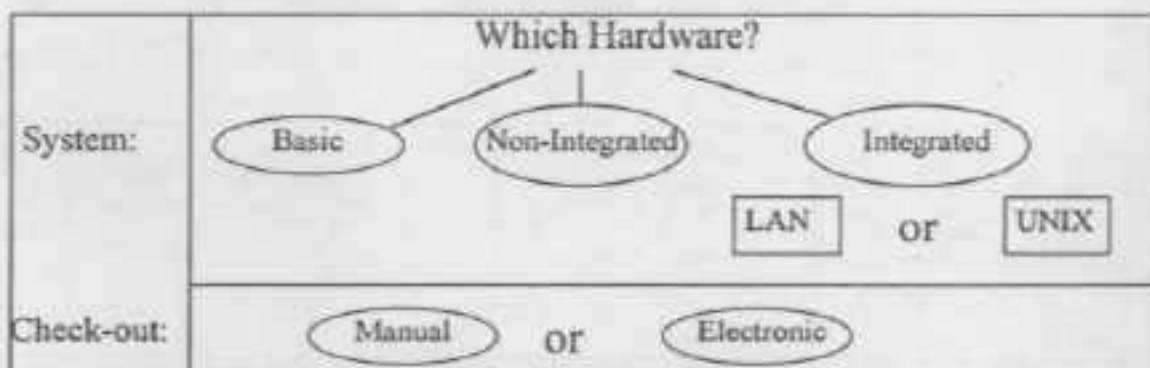 Which Hardware?
System:
Basic
Non-Integrated
Integrated
LAN
or
UNIX
Check-out:
Manual
or
Electronic